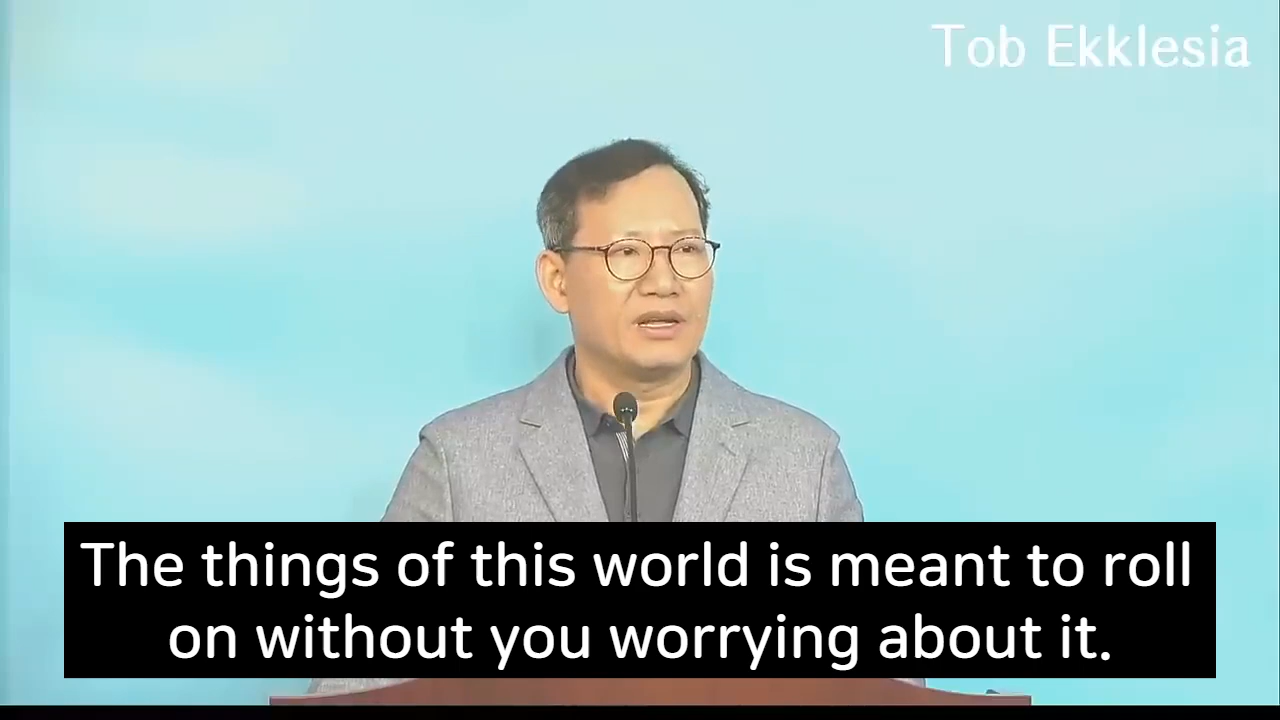 Tob Ekklesia
The things of this world is meant to roll
on without you worrying about it.